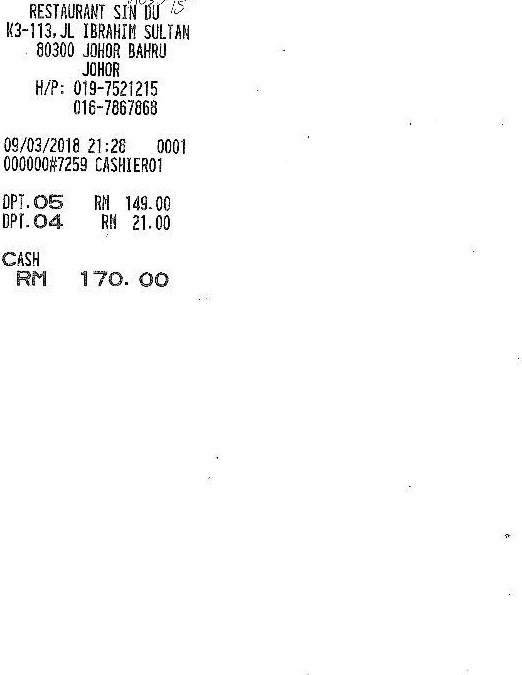 RESTAURANT SIN DU
K3-113, JL IBRAHIM SULTAN
80300 JOHOR BAHRU
JOHOR
H/P: 019-7521215
016-7867868
09/03/2018 21:28 0001
000000#7259 CASHIER01
DPT.05 RM 149.00
DPT.04 RM 21.00
CASH
RM 170.00